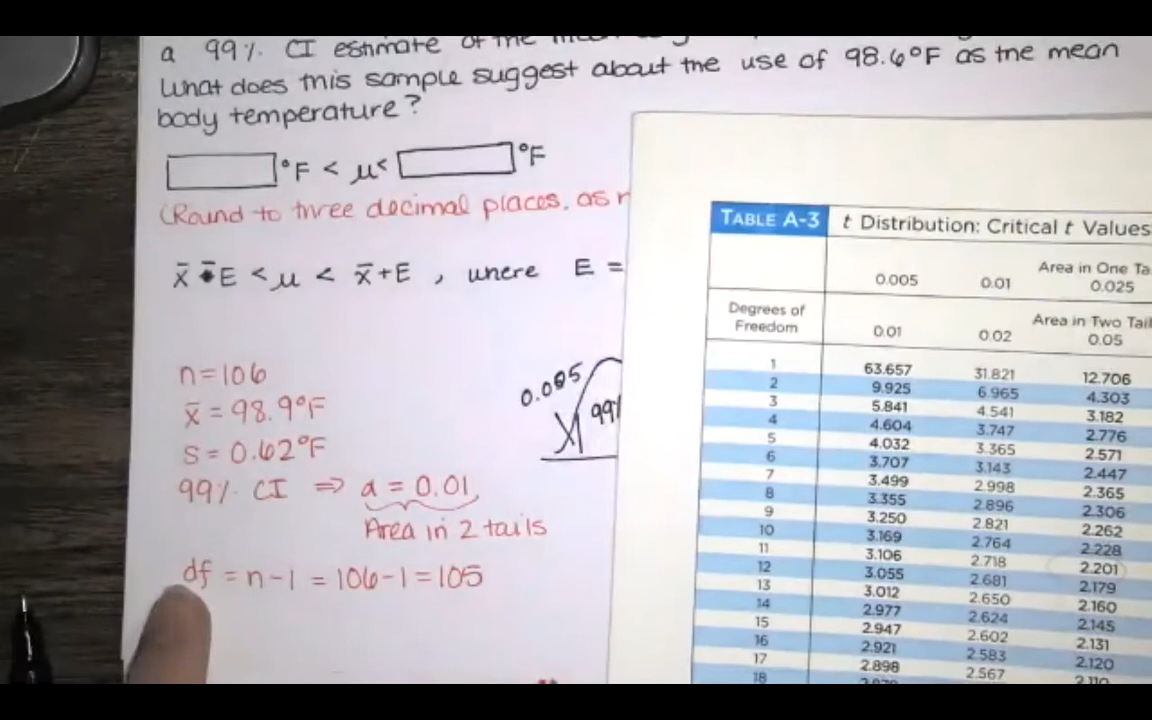 a 99% CI estimate of the mean
What does this sample suggest about the use of 98.6°F as the mean
body temperature?
°F < μ < °F
(Round to three decimal places, as
x̄ - E < μ < x̄ + E , where E =
n = 106
x̄ = 98.9°F
s = 0.62°F
99% CI ⇒ α = 0.01
Area in 2 tails
df = n - 1 = 106 - 1 = 105
0.005
99%
TABLE A-3 t Distribution: Critical t Values
Area in One
0.005 0.01 0.025
Degrees of Freedom
Area in Two
0.01 0.02 0.05
1 63.657 31.821 12.706
2 9.925 6.965 4.303
3 5.841 4.541 3.182
4 4.604 3.747 2.776
5 4.032 3.365 2.571
6 3.707 3.143 2.447
7 3.499 2.998 2.365
8 3.355 2.896 2.306
9 3.250 2.821 2.262
10 3.169 2.764 2.228
11 3.106 2.718 2.201
12 3.055 2.681 2.179
13 3.012 2.650 2.160
14 2.977 2.624 2.145
15 2.947 2.602 2.131
16 2.921 2.583 2.120
17 2.898 2.567 2.110
18